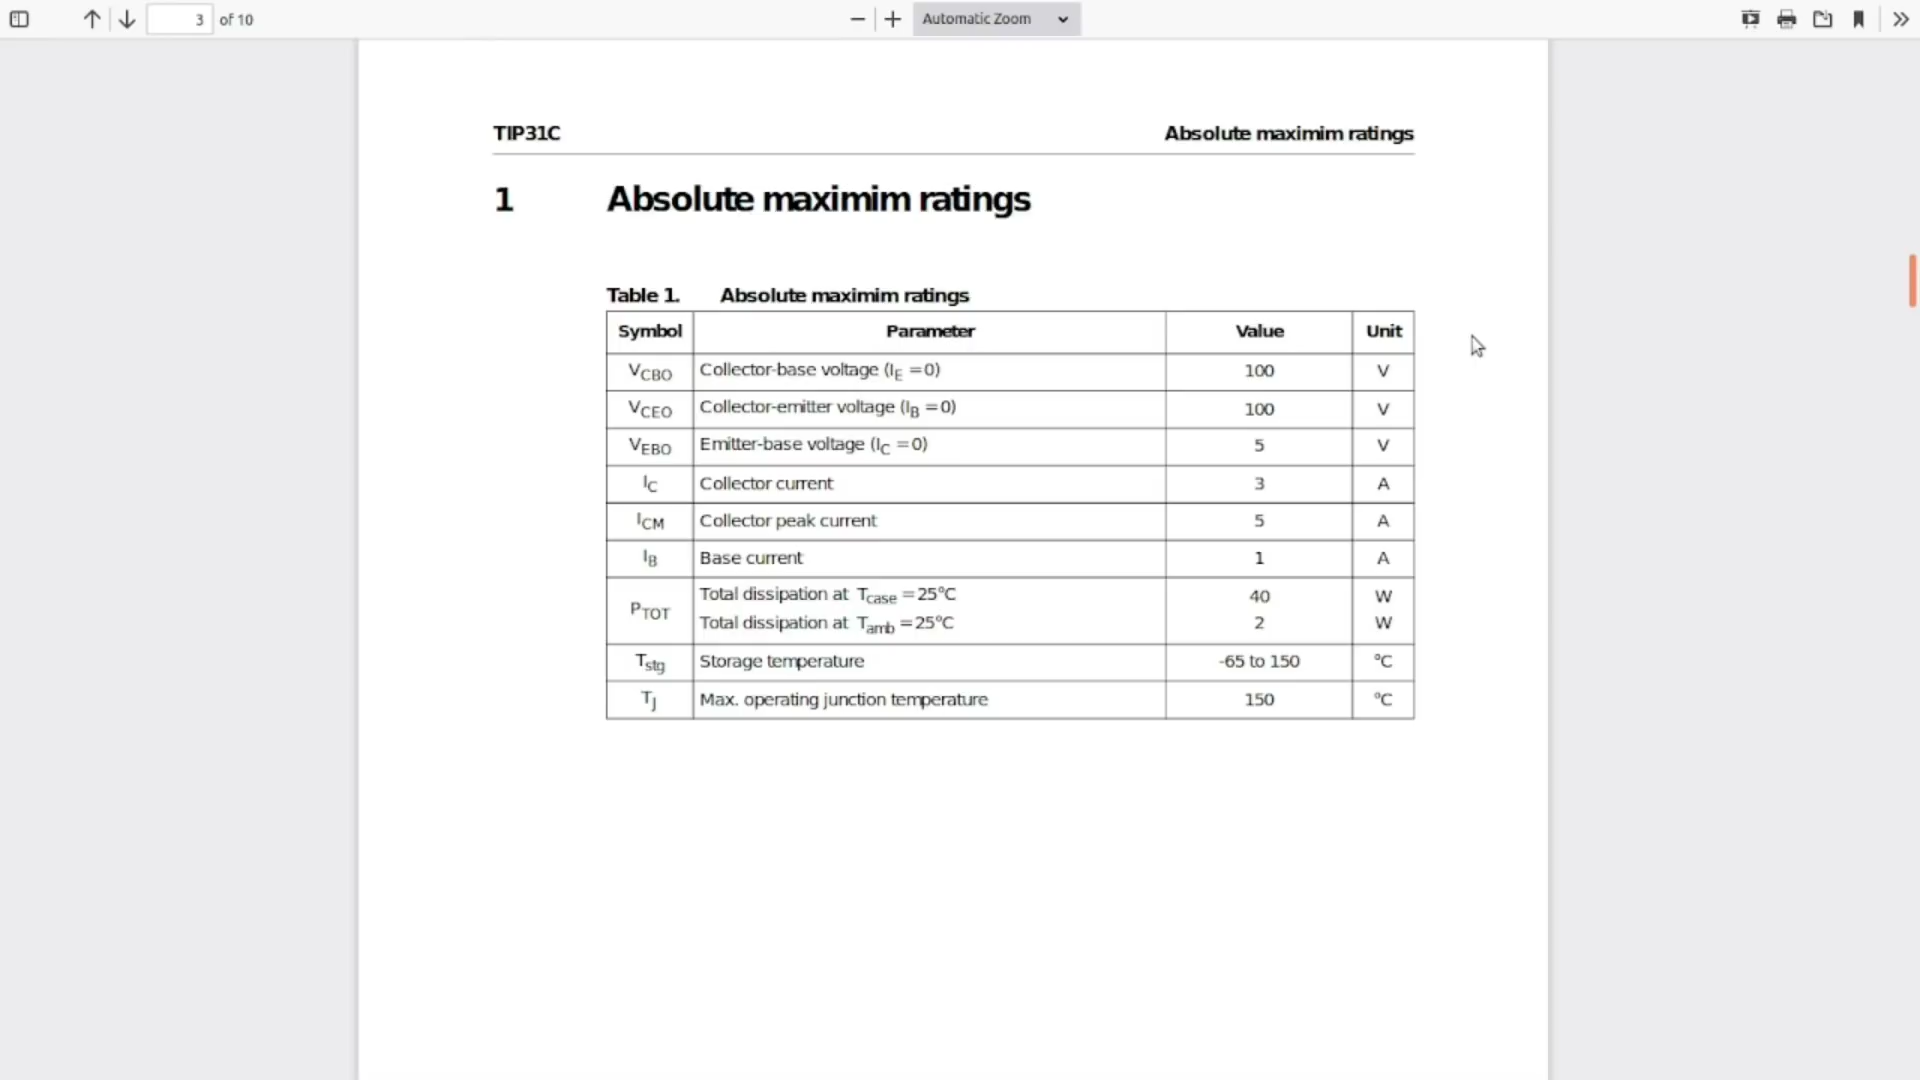 3 of 10 Automatic Zoom
TIP31C Absolute maximim ratings
1 Absolute maximim ratings
Table 1. Absolute maximim ratings
Symbol Parameter Value Unit
VCBO Collector-base voltage (IE = 0) 100 V
VCEO Collector-emitter voltage (IB = 0) 100 V
VEBO Emitter-base voltage (IC = 0) 5 V
IC Collector current 3 A
ICM Collector peak current 5 A
IB Base current 1 A
PTOT Total dissipation at Tcase = 25°C 40 W
Total dissipation at Tamb = 25°C 2 W
Tstg Storage temperature -65 to 150 °C
TJ Max. operating junction temperature 150 °C